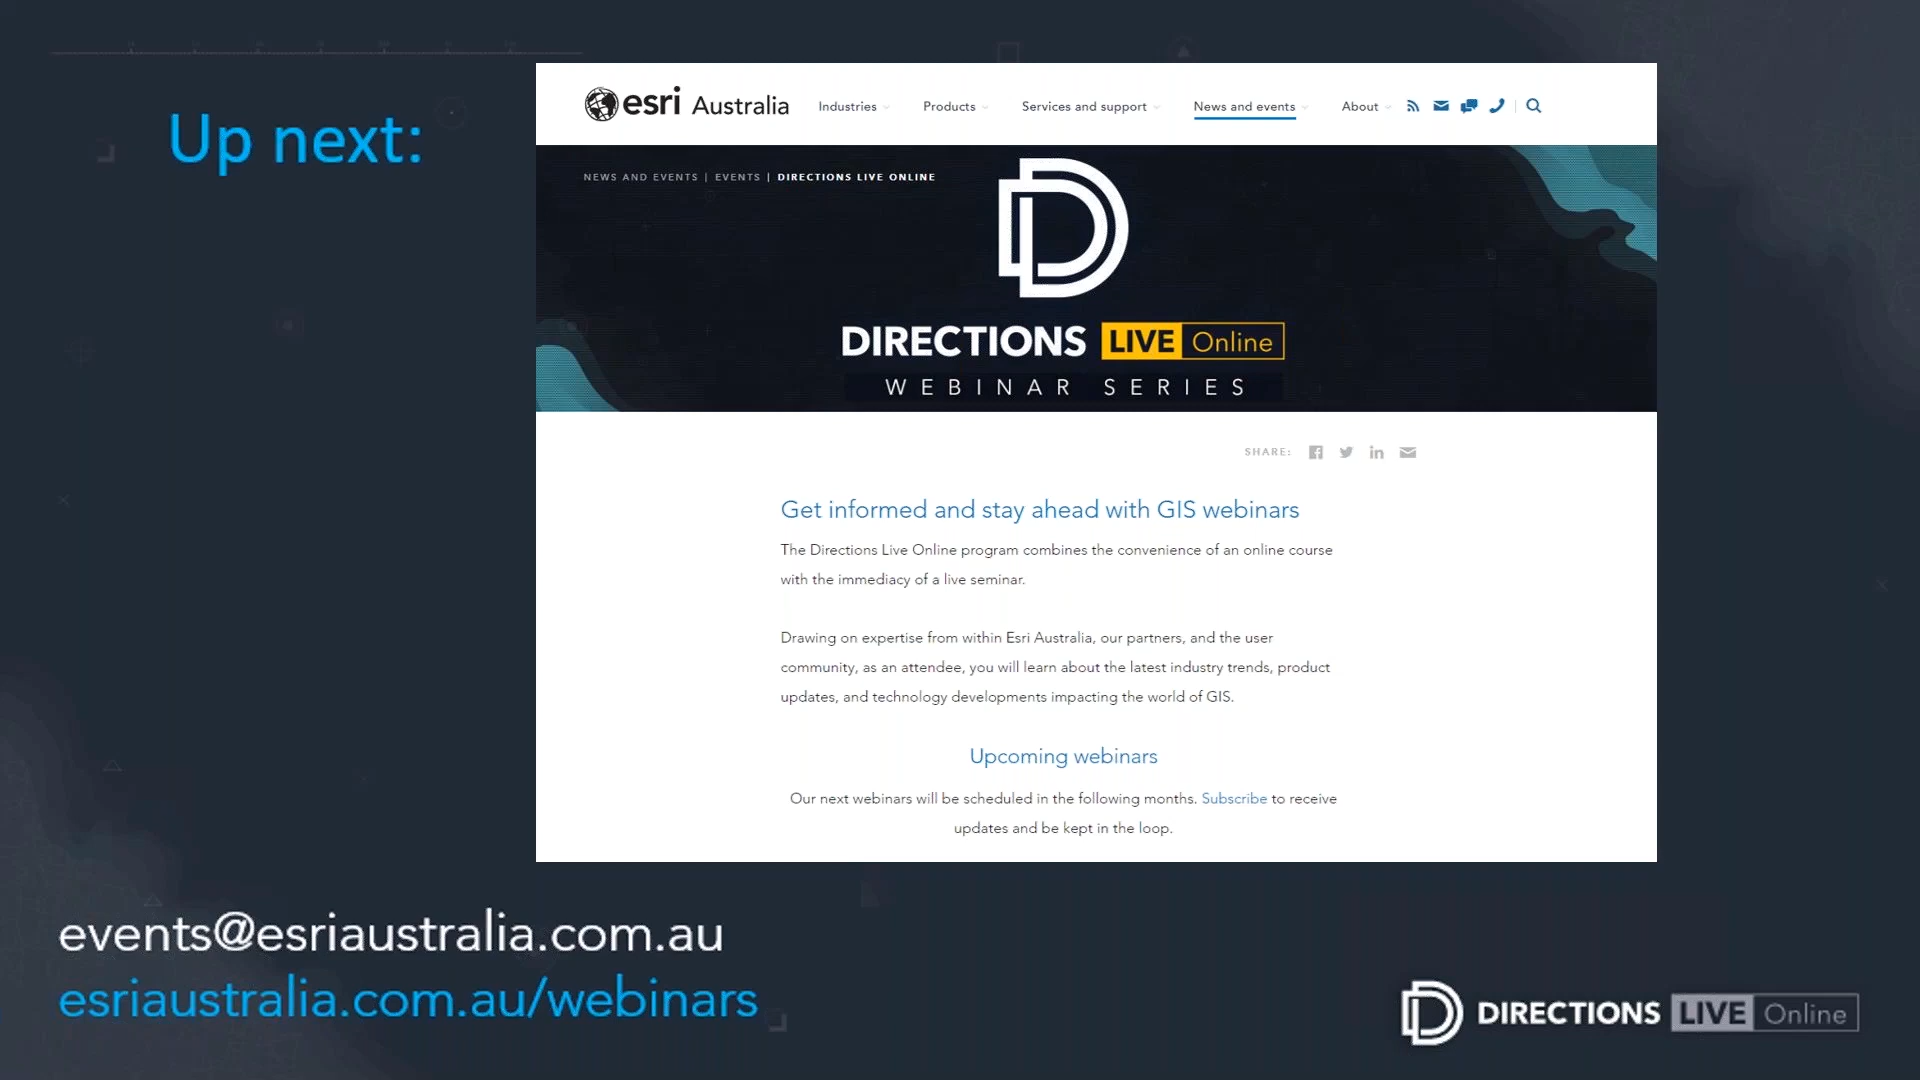 Up next:
esri Australia
Industries
Products
Services and support
News and events
About
NEWS AND EVENTS | EVENTS | DIRECTIONS LIVE ONLINE
DIRECTIONS LIVE Online
WEBINAR SERIES
SHARE:
Get informed and stay ahead with GIS webinars
The Directions Live Online program combines the convenience of an online course
with the immediacy of a live seminar.
Drawing on expertise from within Esri Australia, our partners, and the user
community, as an attendee, you will learn about the latest industry trends, product
updates, and technology developments impacting the world of GIS.
Upcoming webinars
Our next webinars will be scheduled in the following months. Subscribe to receive
updates and be kept in the loop.
events@esriaustralia.com.au
esriaustralia.com.au/webinars
DIRECTIONS LIVE Online